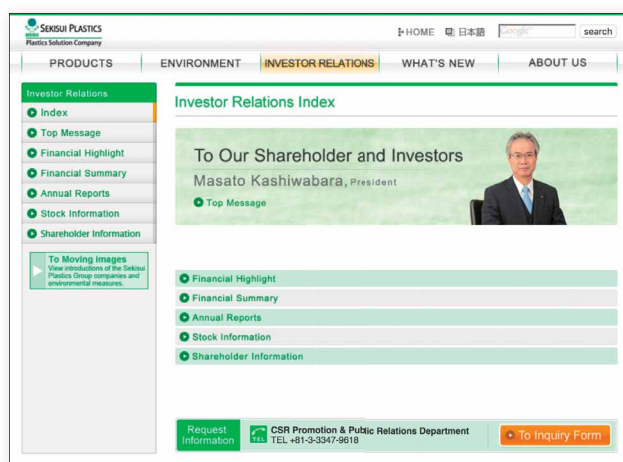 SEKISUI PLASTICS
sekisui
Plastics Solution Company
HOME 日本語 Google search
PRODUCTS ENVIRONMENT INVESTOR RELATIONS WHAT'S NEW ABOUT US
Investor Relations
Index
Top Message
Financial Highlight
Financial Summary
Annual Reports
Stock Information
Shareholder Information
To Moving images
View introductions of the Sekisui
Plastics Group companies and
environmental measures.
Investor Relations Index
To Our Shareholder and Investors
Masato Kashiwabara, President
Top Message
Financial Highlight
Financial Summary
Annual Reports
Stock Information
Shareholder Information
Request
Information
TEL
CSR Promotion & Public Relations Department
TEL +81-3-3347-9618
To Inquiry Form